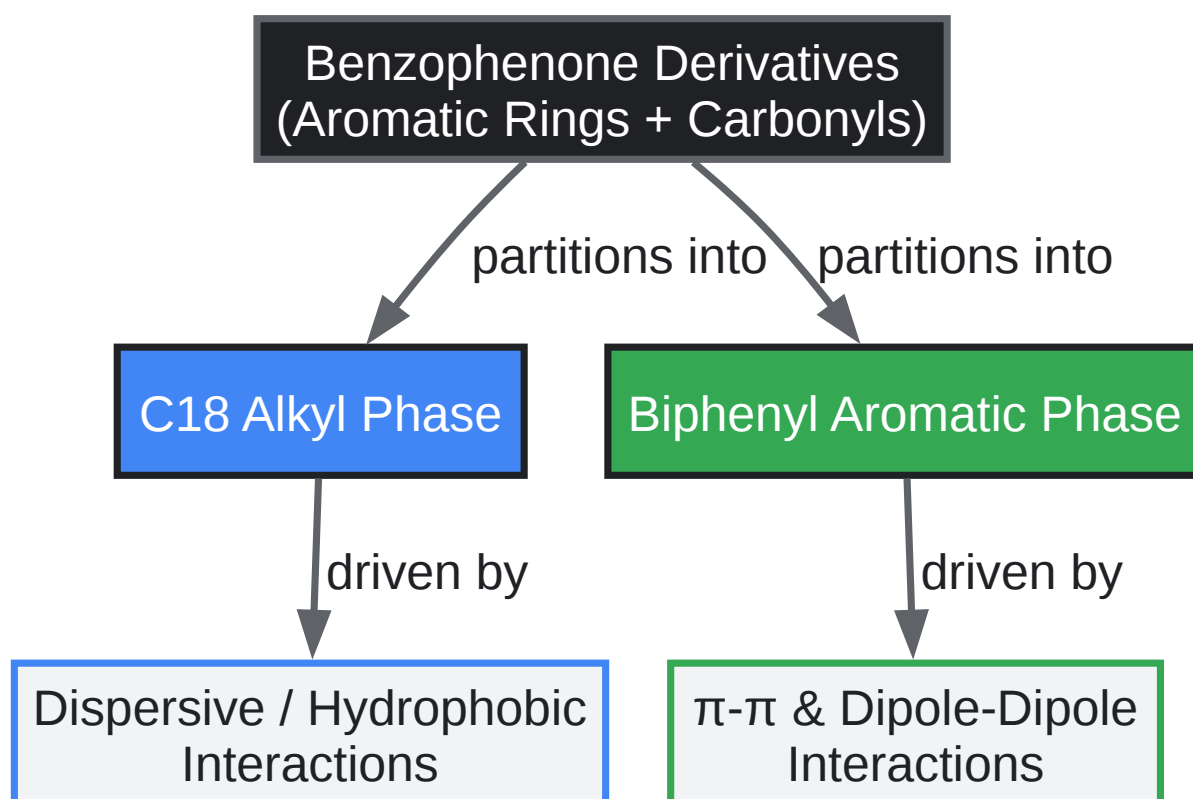 Benzophenone Derivatives
(Aromatic Rings + Carbonyls)
partitions into
partitions into
C18 Alkyl Phase
Biphenyl Aromatic Phase
driven by
driven by
Dispersive / Hydrophobic
Interactions
π-π & Dipole-Dipole
Interactions